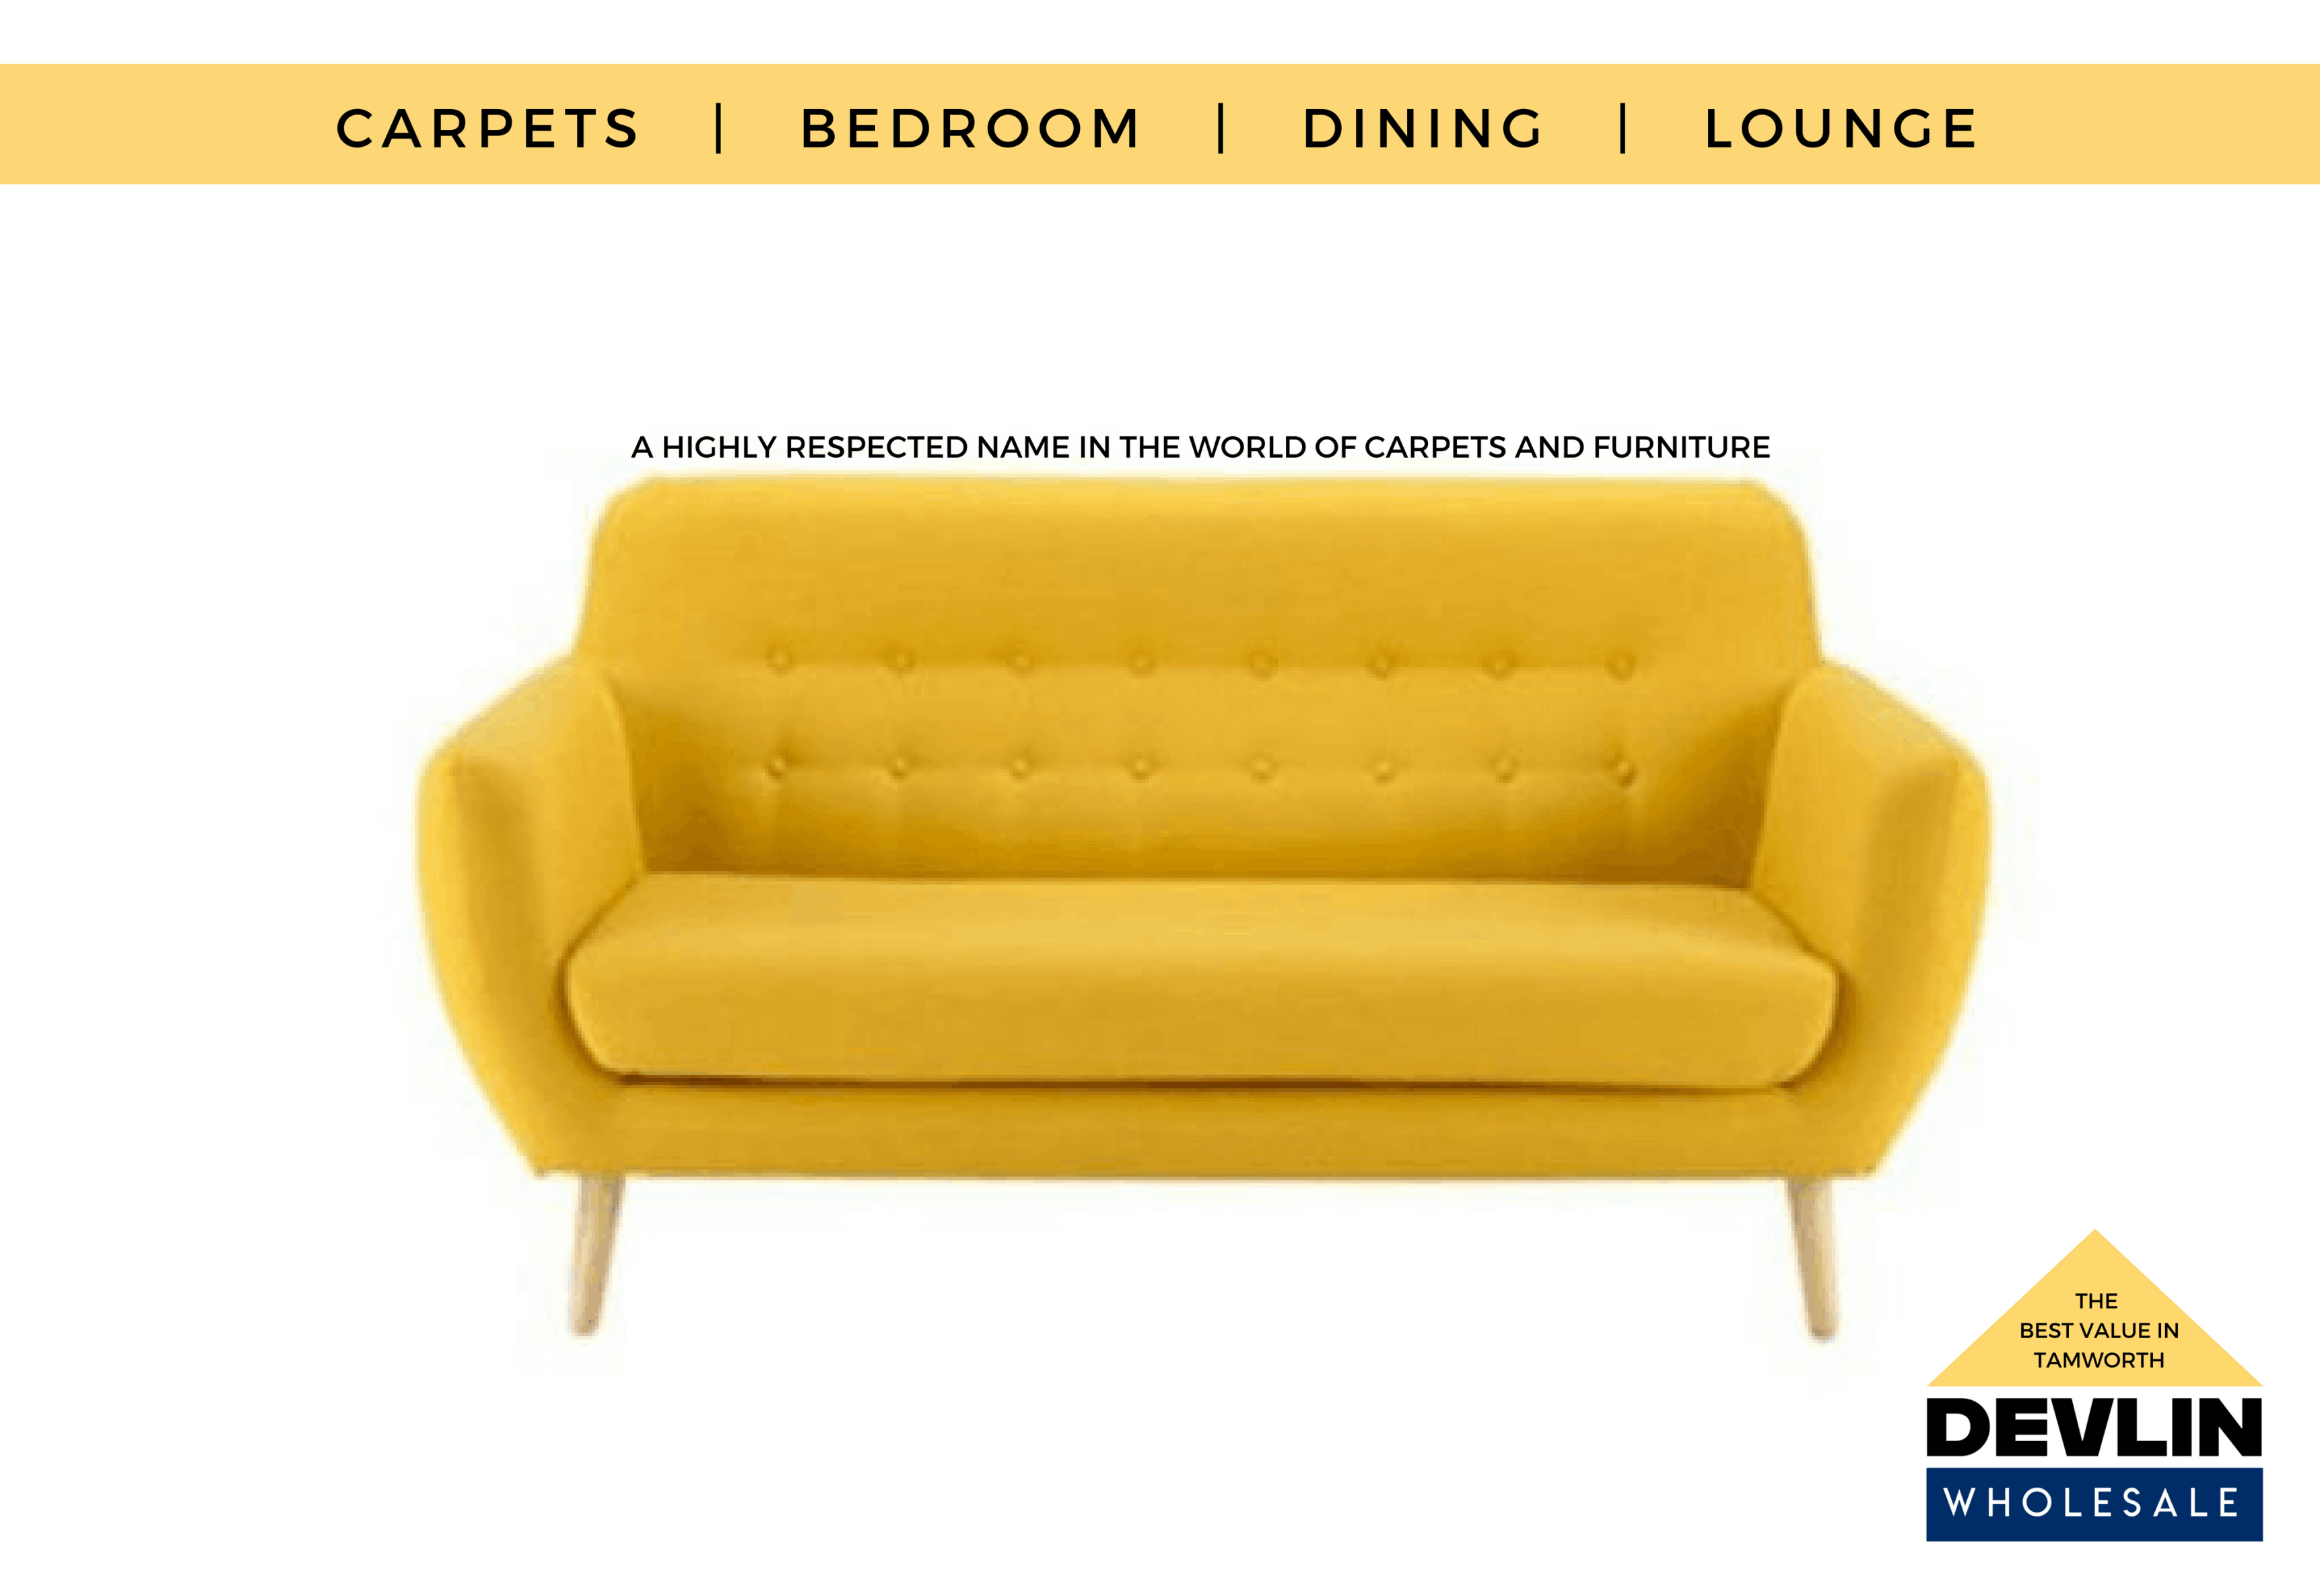 CARPETS | BEDROOM | DINING | LOUNGE
A HIGHLY RESPECTED NAME IN THE WORLD OF CARPETS AND FURNITURE
THE
BEST VALUE IN
TAMWORTH
DEVLIN
WHOLESALE